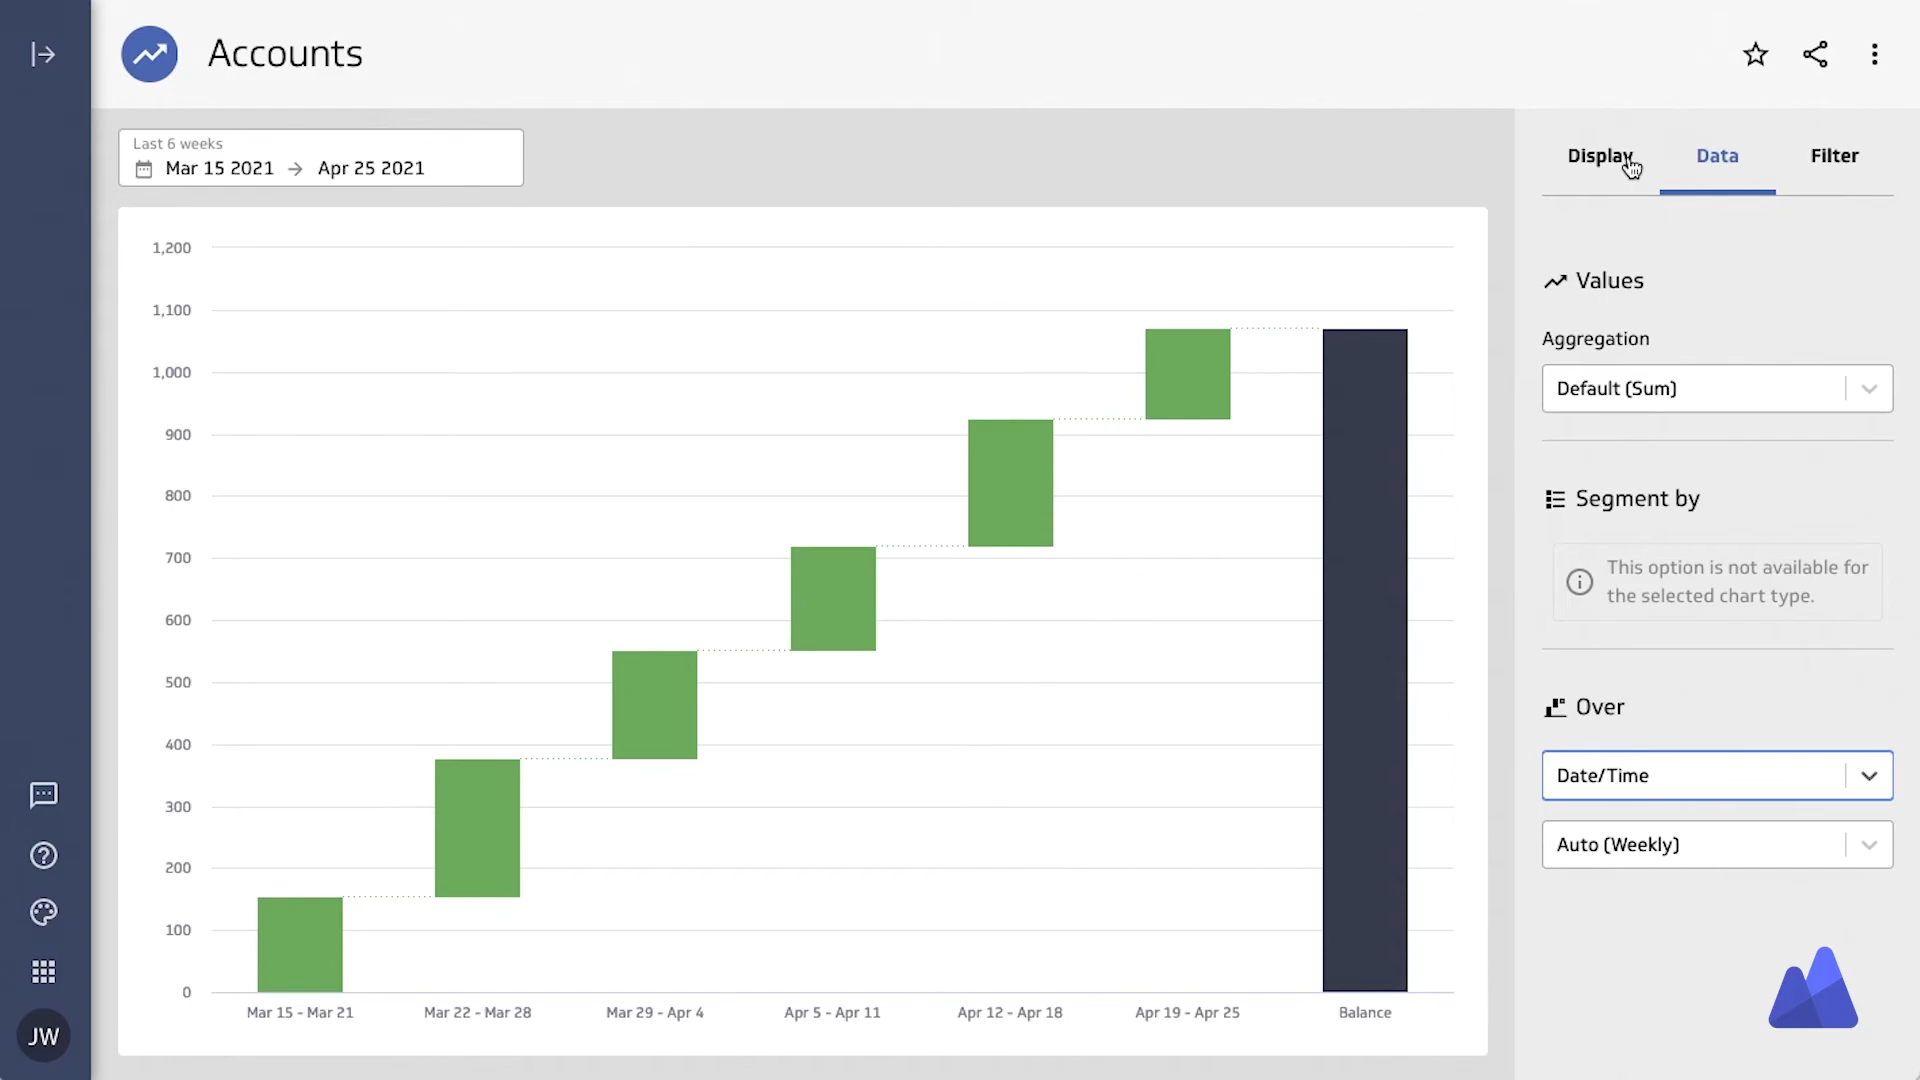 Accounts
Last 6 weeks
Mar 15 2021 → Apr 25 2021
Display
Data
Filter
1,200
1,100
1,000
900
800
700
600
500
400
300
200
100
0
Mar 15 - Mar 21
Mar 22 - Mar 28
Mar 29 - Apr 4
Apr 5 - Apr 11
Apr 12 - Apr 18
Apr 19 - Apr 25
Balance
Values
Aggregation
Default (Sum)
Segment by
This option is not available for
the selected chart type.
Over
Date/Time
Auto (Weekly)
JW